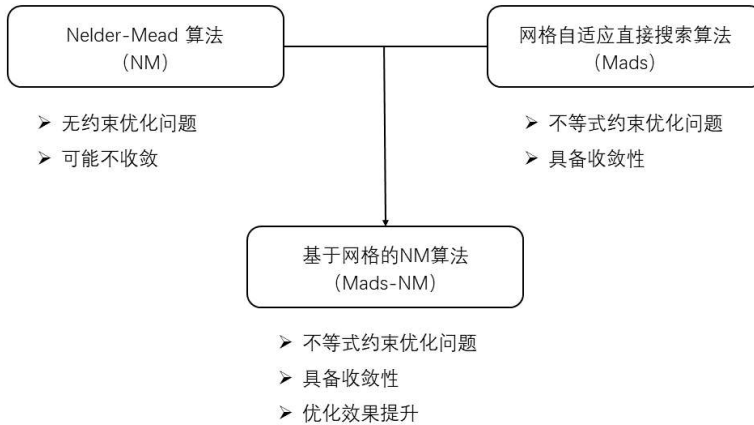 Nelder-Mead 算法
（NM）
网格自适应直接搜索算法
（Mads）
➤ 无约束优化问题
➤ 可能不收敛
➤ 不等式约束优化问题
➤ 具备收敛性
基于网格的NM算法
（Mads-NM）
➤ 不等式约束优化问题
➤ 具备收敛性
➤ 优化效果提升